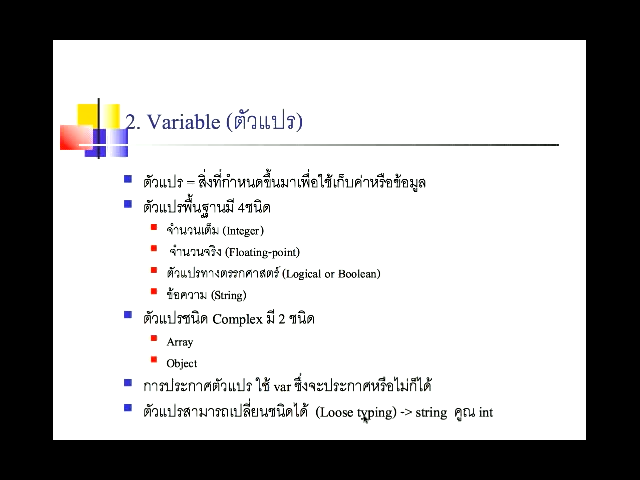 2. Variable (ตัวแปร)
ตัวแปร = สิ่งที่กำหนดขึ้นมาเพื่อใช้เก็บค่าหรือข้อมูล
ตัวแปรพื้นฐานมี 4ชนิด
จำนวนเต็ม (Integer)
จำนวนจริง (Floating-point)
ตัวแปรทางตรรกศาสตร์ (Logical or Boolean)
ข้อความ (String)
ตัวแปรชนิด Complex มี 2 ชนิด
Array
Object
การประกาศตัวแปร ใช้ var ซึ่งจะประกาศหรือไม่ก็ได้
ตัวแปรสามารถเปลี่ยนชนิดได้ (Loose typing) -> string คูณ int